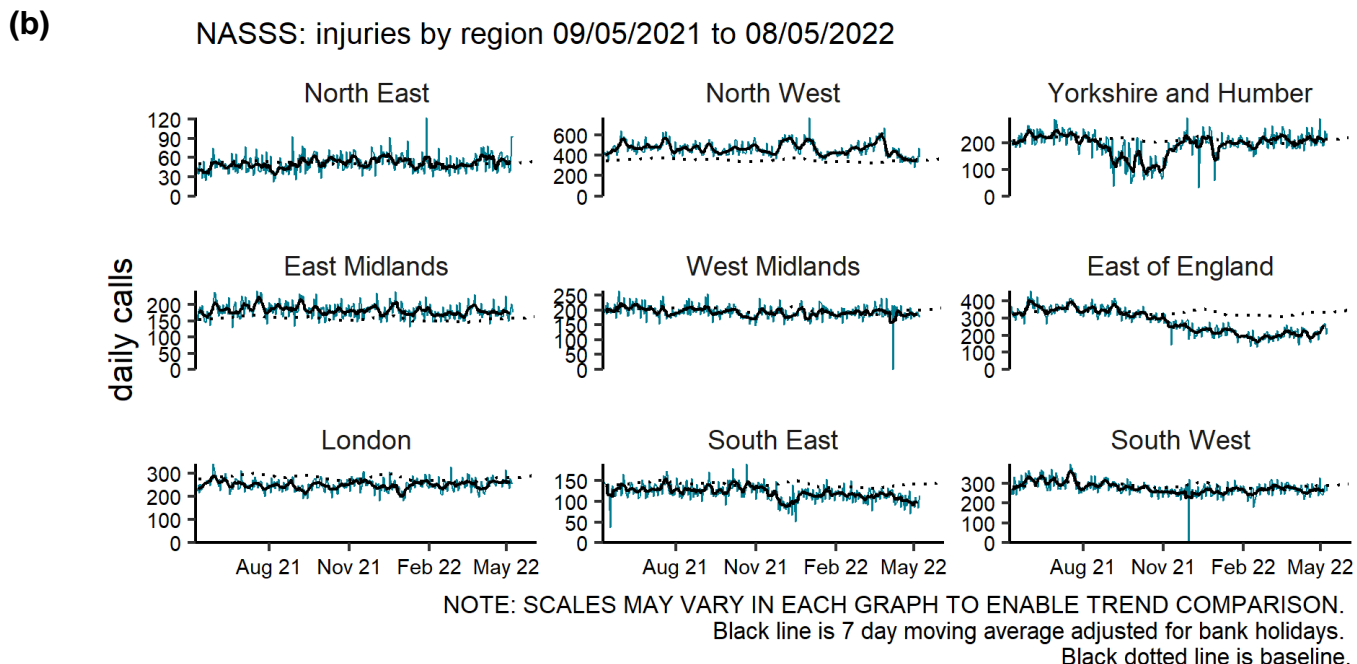 (b)
NASSS: injuries by region 09/05/2021 to 08/05/2022
North East
North West
Yorkshire and Humber
120
90
60
30
0
600
400
200
0
200
100
0
daily calls
East Midlands
West Midlands
East of England
200
150
100
50
0
250
200
150
100
50
0
400
300
200
100
0
London
South East
South West
300
200
100
0
150
100
50
0
300
200
100
0
Aug 21 Nov 21 Feb 22 May 22
Aug 21 Nov 21 Feb 22 May 22
Aug 21 Nov 21 Feb 22 May 22
NOTE: SCALES MAY VARY IN EACH GRAPH TO ENABLE TREND COMPARISON.
Black line is 7 day moving average adjusted for bank holidays.
Black dotted line is baseline.